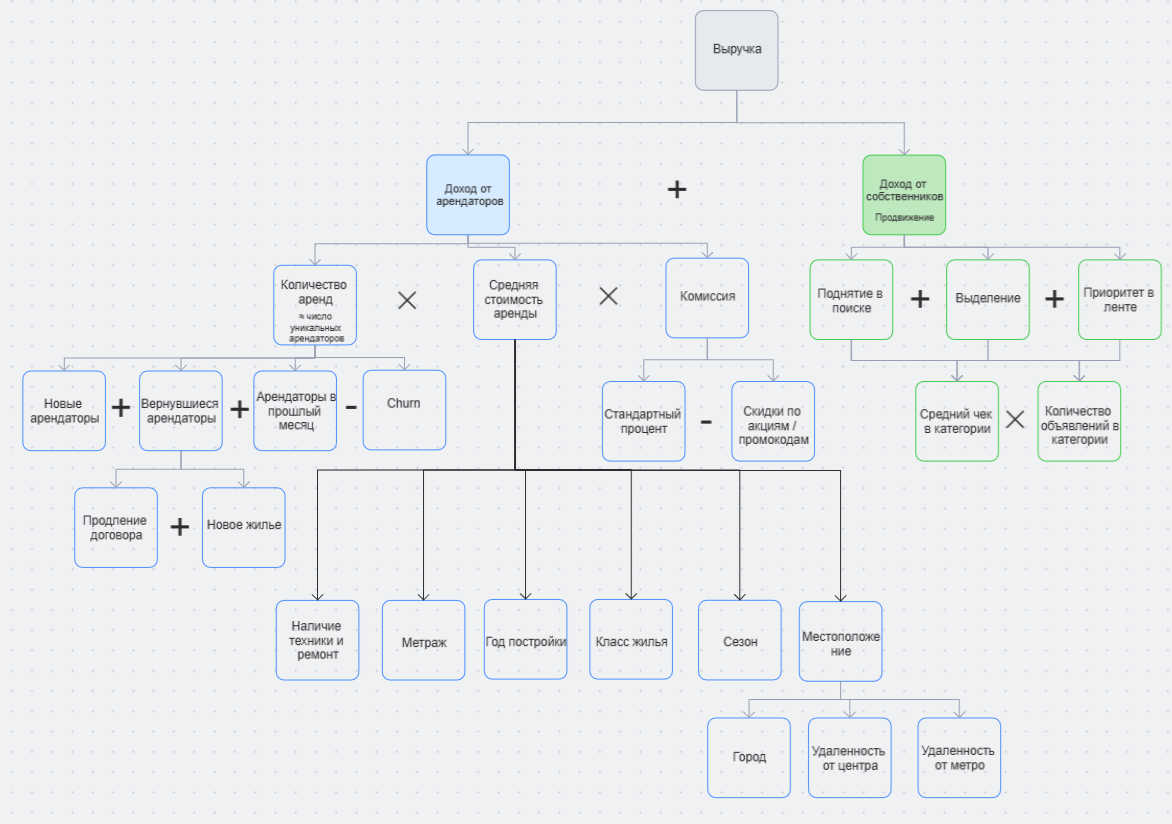 Выручка
Доход от
арендаторов
+
Доход от
собственников
Продвижение
Количество
аренд
≈ число
уникальных
арендаторов
×
Средняя
стоимость
аренды
×
Комиссия
Поднятие в
поиске
+
Выделение
+
Приоритет в
ленте
Новые
арендаторы
+
Вернувшиеся
арендаторы
+
Арендаторы в
прошлый
месяц
-
Churn
Стандартный
процент
-
Скидки по
акциям /
промокодам
Средний чек
в категории
×
Количество
объявлений в
категории
Продление
договора
+
Новое жилье
Наличие
техники и
ремонт
Метраж
Год постройки
Класс жилья
Сезон
Местоположе
ние
Город
Удаленность
от центра
Удаленность
от метро